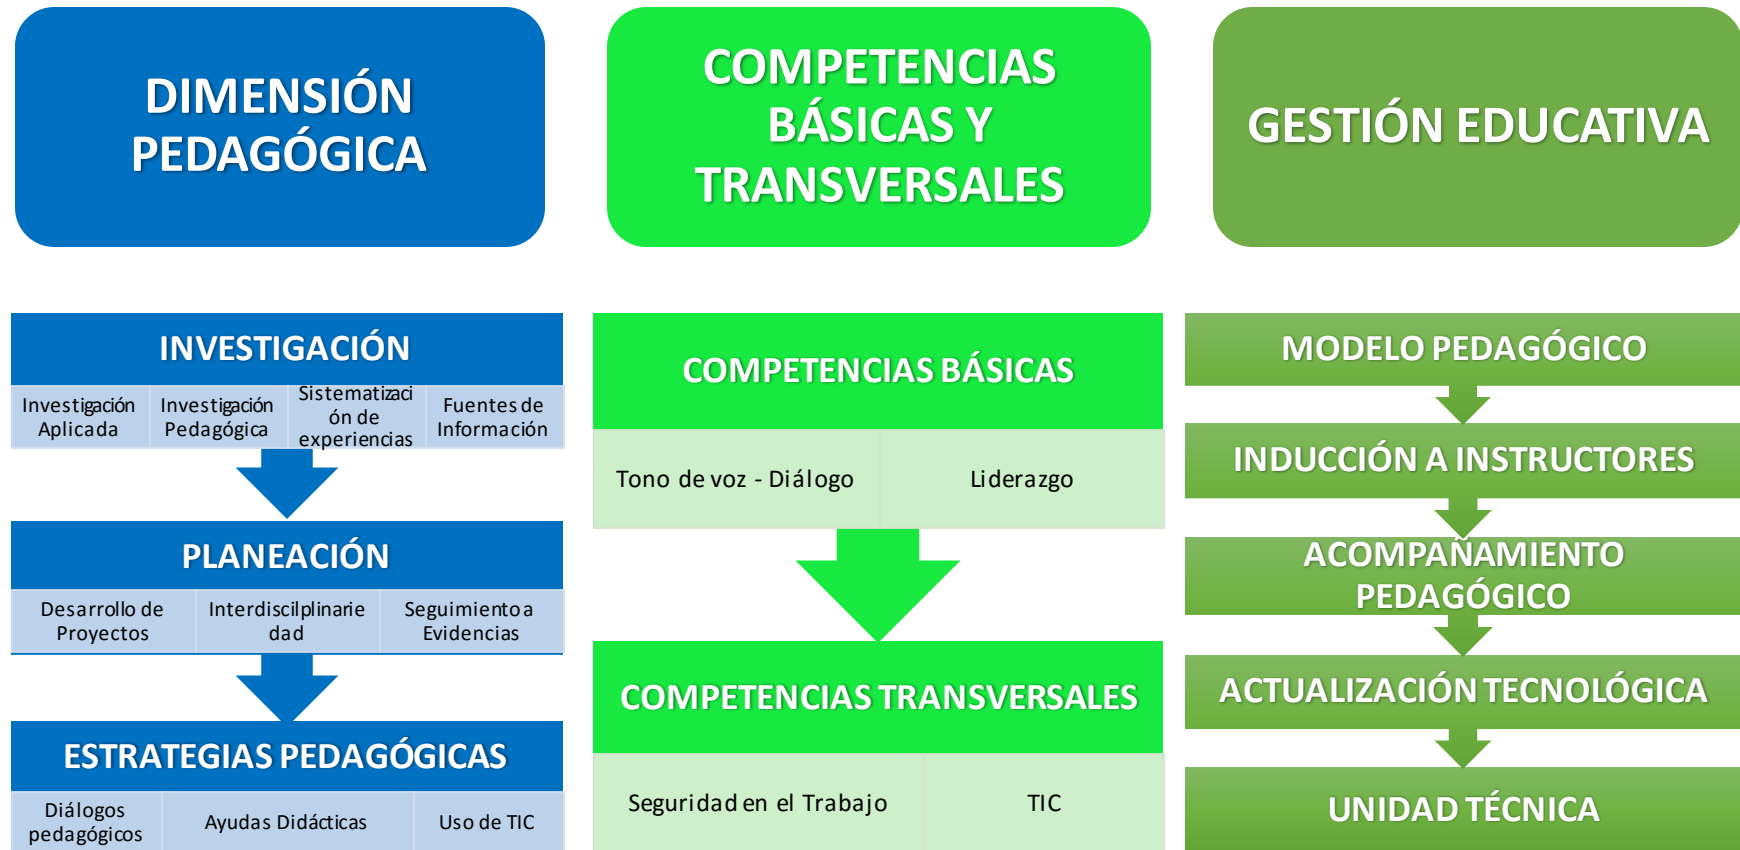 DIMENSIÓN
PEDAGÓGICA
COMPETENCIAS
BÁSICAS Y
TRANSVERSALES
GESTIÓN EDUCATIVA
INVESTIGACIÓN
Investigación
Aplicada
Investigación
Pedagógica
Sistematizaci
ón de
experiencias
Fuentes de
Información
PLANEACIÓN
Desarrollo de
Proyectos
Interdiscilplinarie
dad
Seguimiento a
Evidencias
ESTRATEGIAS PEDAGÓGICAS
Diálogos
pedagógicos
Ayudas Didácticas
Uso de TIC
COMPETENCIAS BÁSICAS
Tono de voz - Diálogo
Liderazgo
COMPETENCIAS TRANSVERSALES
Seguridad en el Trabajo
TIC
MODELO PEDAGÓGICO
INDUCCIÓN A INSTRUCTORES
ACOMPAÑAMIENTO
PEDAGÓGICO
ACTUALIZACIÓN TECNOLÓGICA
UNIDAD TÉCNICA